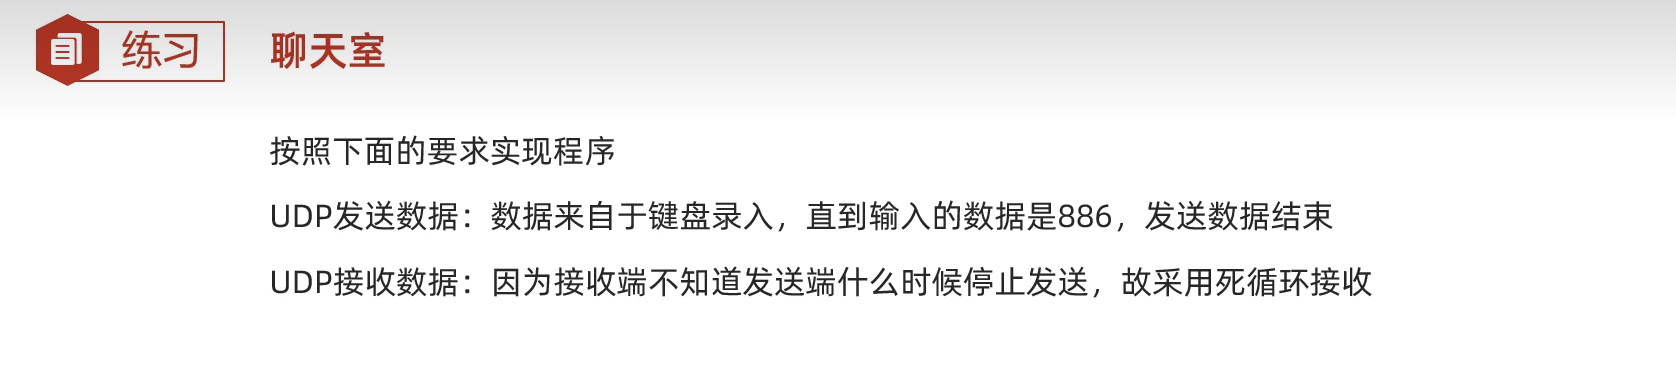 练习 聊天室
按照下面的要求实现程序
UDP发送数据：数据来自于键盘录入，直到输入的数据是886，发送数据结束
UDP接收数据：因为接收端不知道发送端什么时候停止发送，故采用死循环接收